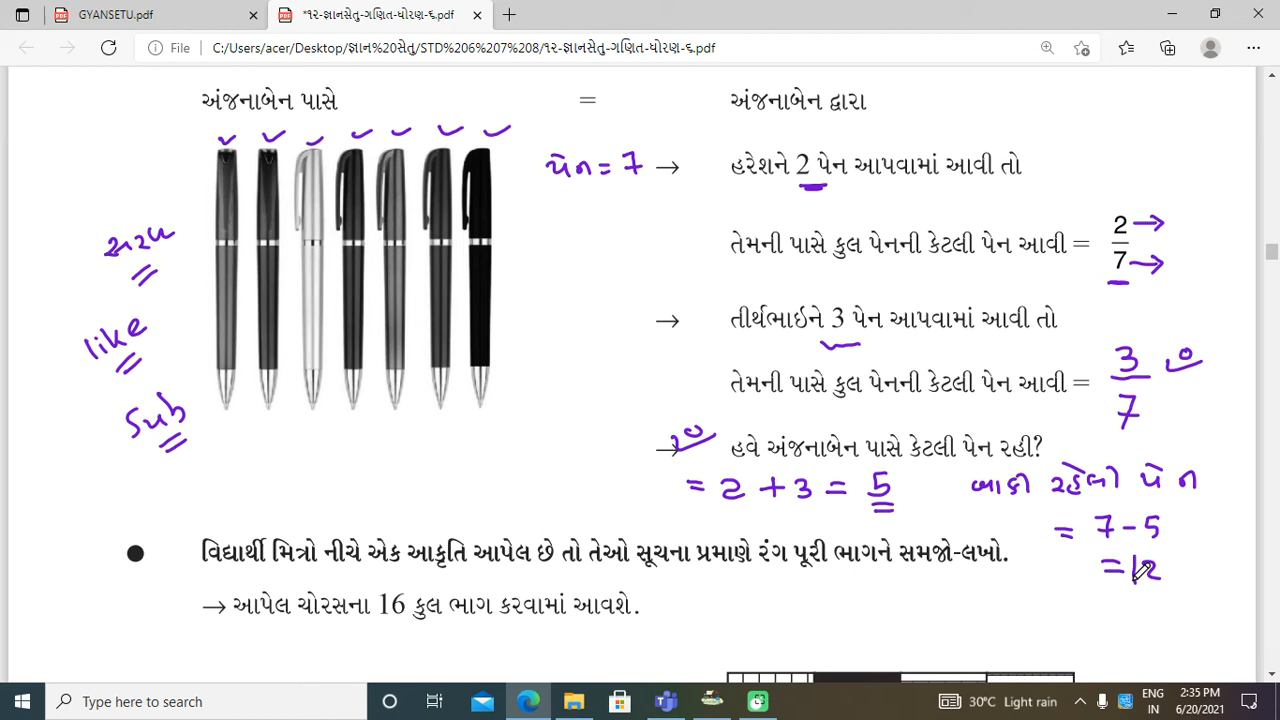 GYANSETU.pdf
*૧૨-જ્ઞાનસેતુ-ગણિત-ધોરણ-૬.pdf
File C:/Users/acer/Desktop/જ્ઞાન%20સેતુ/STD%206%207%208/૧૨-જ્ઞાનસેતુ-ગણિત-ધોરણ-૬.pdf
અંજનાબેન પાસે = અંજનાબેન દ્વારા
પેન = 7 → હરેશને 2 પેન આપવામાં આવી તો
તેમની પાસે કુલ પેનની કેટલી પેન આવી = 2/7
→ તીર્થભાઇને 3 પેન આપવામાં આવી તો
તેમની પાસે કુલ પેનની કેટલી પેન આવી = 3/7
like
Sub
→ હવે અંજનાબેન પાસે કેટલી પેન રહી?
= 2 + 3 = 5
બાકી રહેલી પેન
= 7 - 5
= 12
● વિદ્યાર્થી મિત્રો નીચે એક આકૃતિ આપેલ છે તો તેઓ સૂચના પ્રમાણે રંગ પૂરી ભાગને સમજો-લખો.
→ આપેલ ચોરસના 16 કુલ ભાગ કરવામાં આવશે.
Type here to search
30°C Light rain
ENG
IN
2:35 PM
6/20/2021